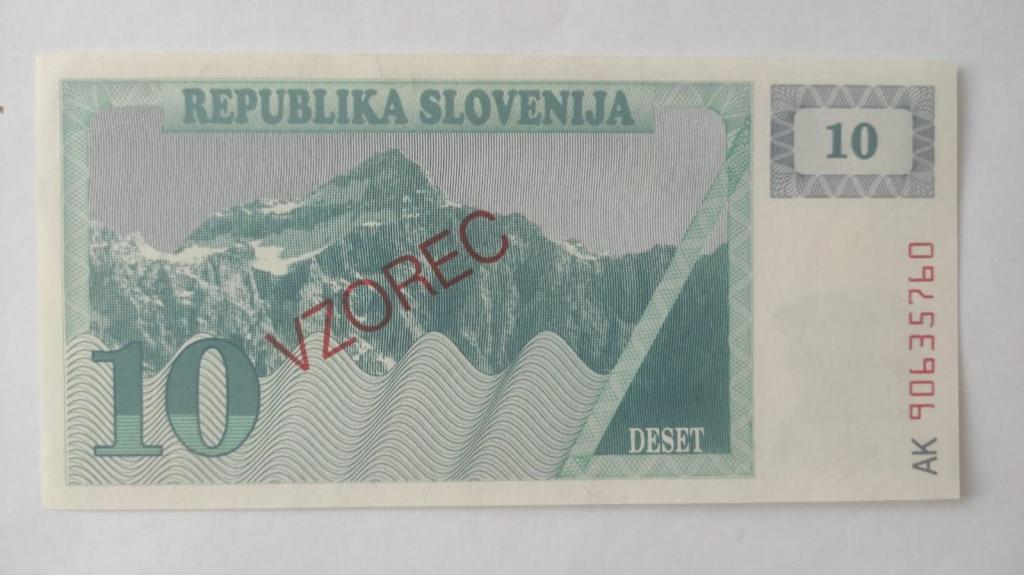 REPUBLIKA SLOVENIJA
10
VZOREC
10
DESET
AK 90635760